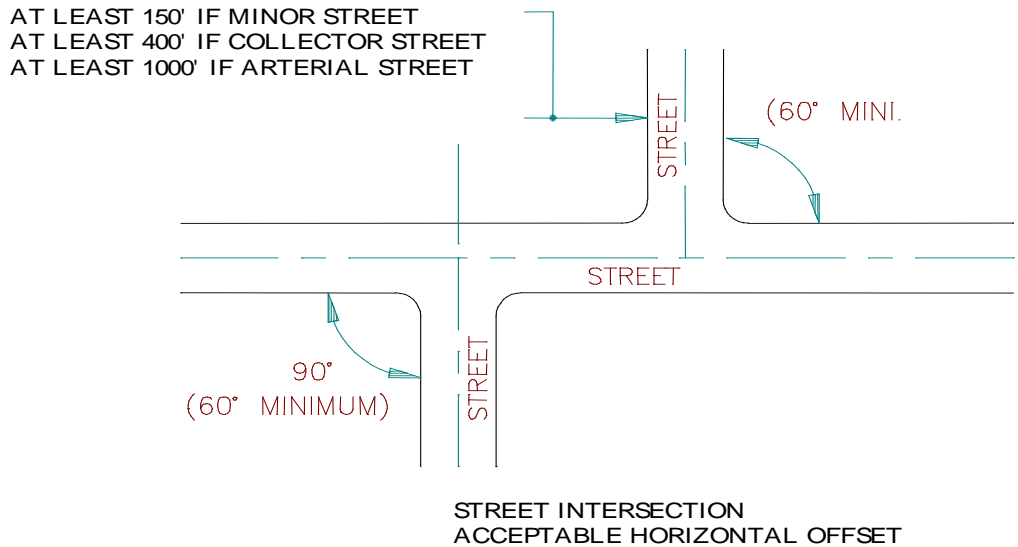 AT LEAST 150' IF MINOR STREET
AT LEAST 400' IF COLLECTOR STREET
AT LEAST 1000' IF ARTERIAL STREET
STREET
(60° MINI.
STREET
90°
(60° MINIMUM)
STREET
STREET INTERSECTION
ACCEPTABLE HORIZONTAL OFFSET